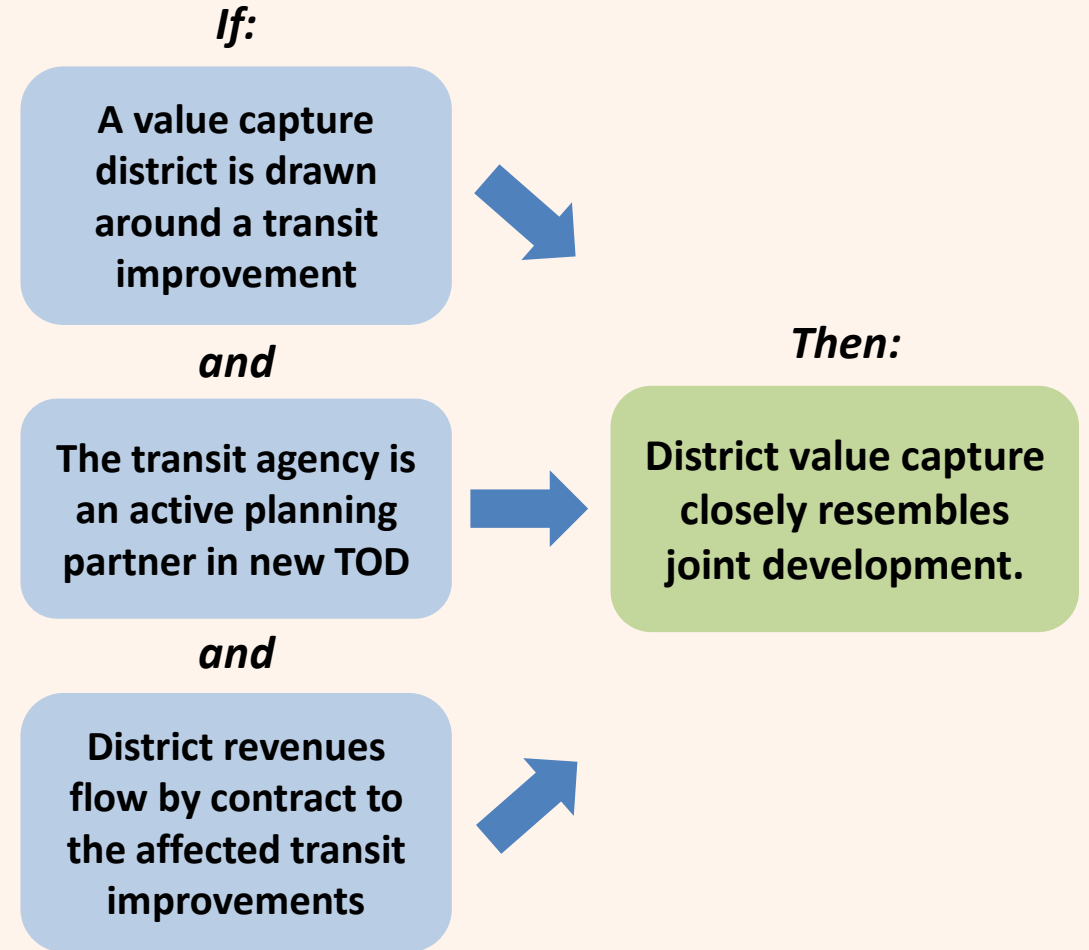 If:
A value capture
district is drawn
around a transit
improvement
and
The transit agency is
an active planning
partner in new TOD
and
District revenues
flow by contract to
the affected transit
improvements
Then:
District value capture
closely resembles
joint development.